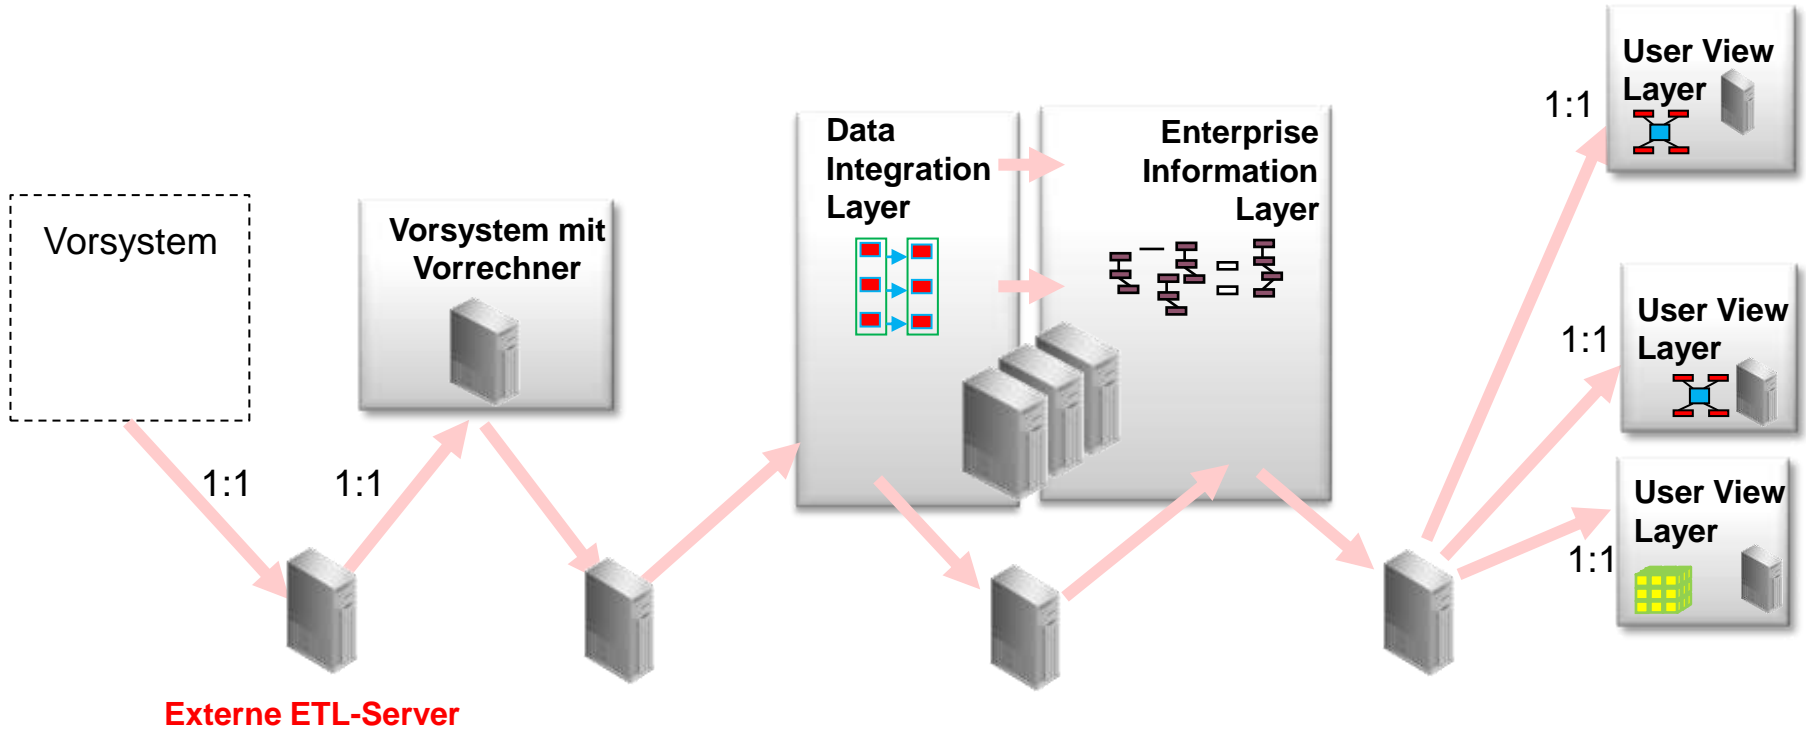 Vorsystem
1:1
1:1
Vorsystem mit
Vorrechner
Externe ETL-Server
Data
Integration
Layer
Enterprise
Information
Layer
1:1
User View
Layer
1:1
User View
Layer
1:1
User View
Layer